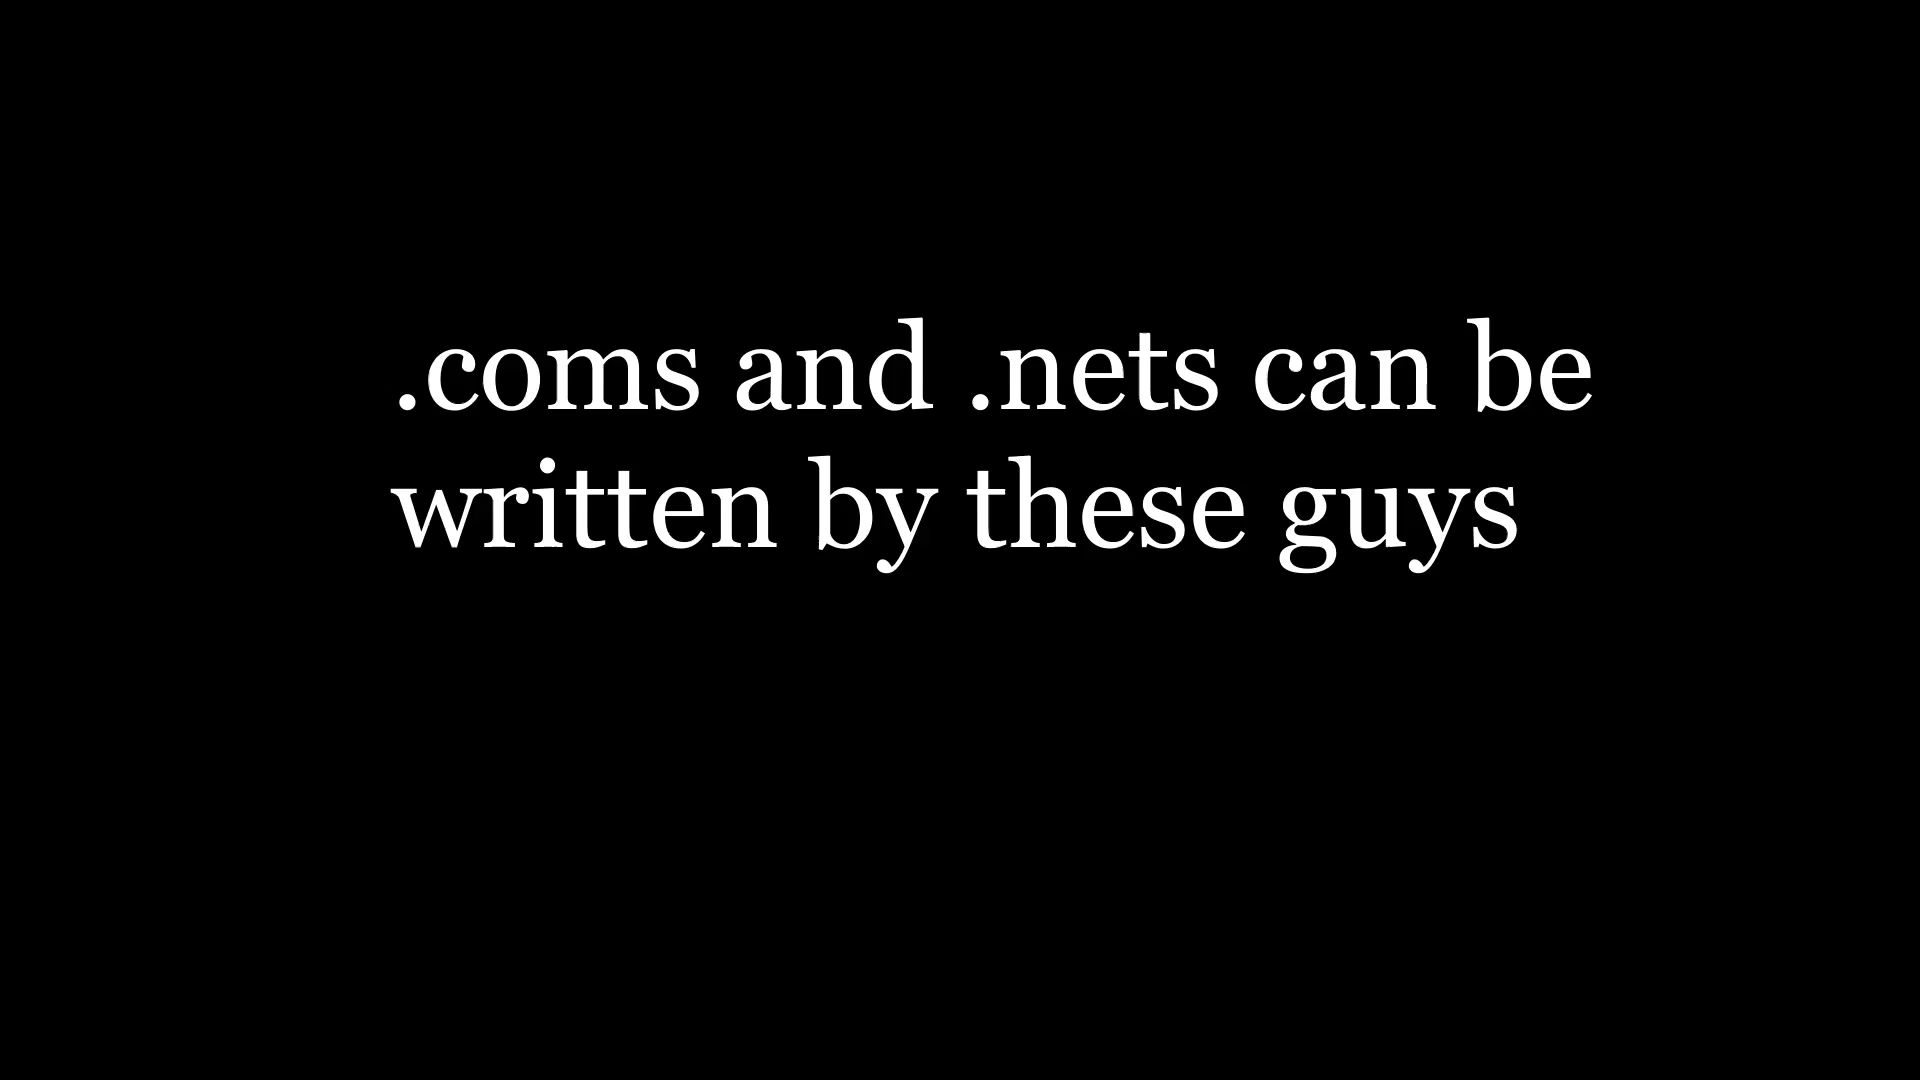 .coms and .nets can be
written by these guys